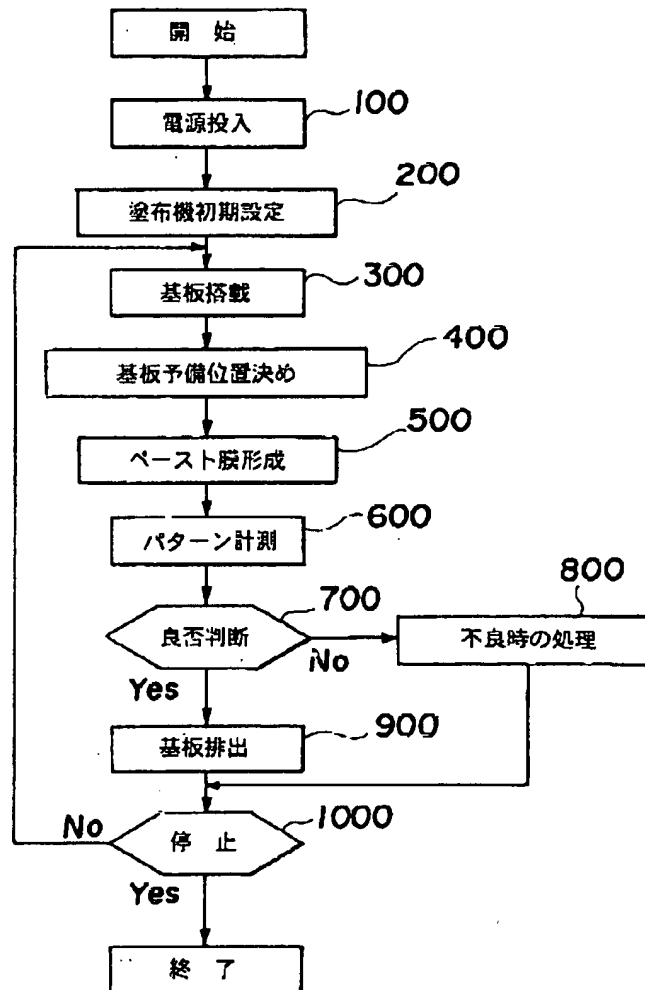 開 始
電源投入
100
塗布機初期設定
200
基板搭載
300
基板予備位置決め
400
ペースト膜形成
500
パターン計測
600
良否判断
700
No
Yes
不良時の処理
800
基板排出
900
停 止
1000
No
Yes
終 了